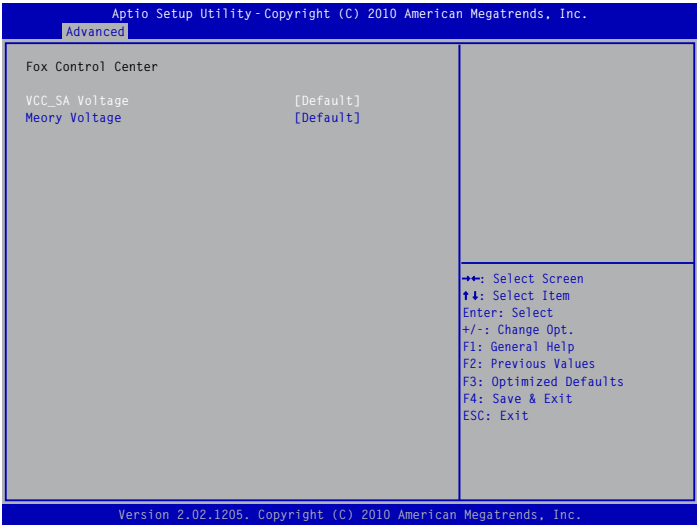 Aptio Setup Utility - Copyright (C) 2010 American Megatrends, Inc.
Advanced
Fox Control Center
VCC_SA Voltage [Default]
Meory Voltage [Default]
→←: Select Screen
↑↓: Select Item
Enter: Select
+/-: Change Opt.
F1: General Help
F2: Previous Values
F3: Optimized Defaults
F4: Save & Exit
ESC: Exit
Version 2.02.1205. Copyright (C) 2010 American Megatrends, Inc.